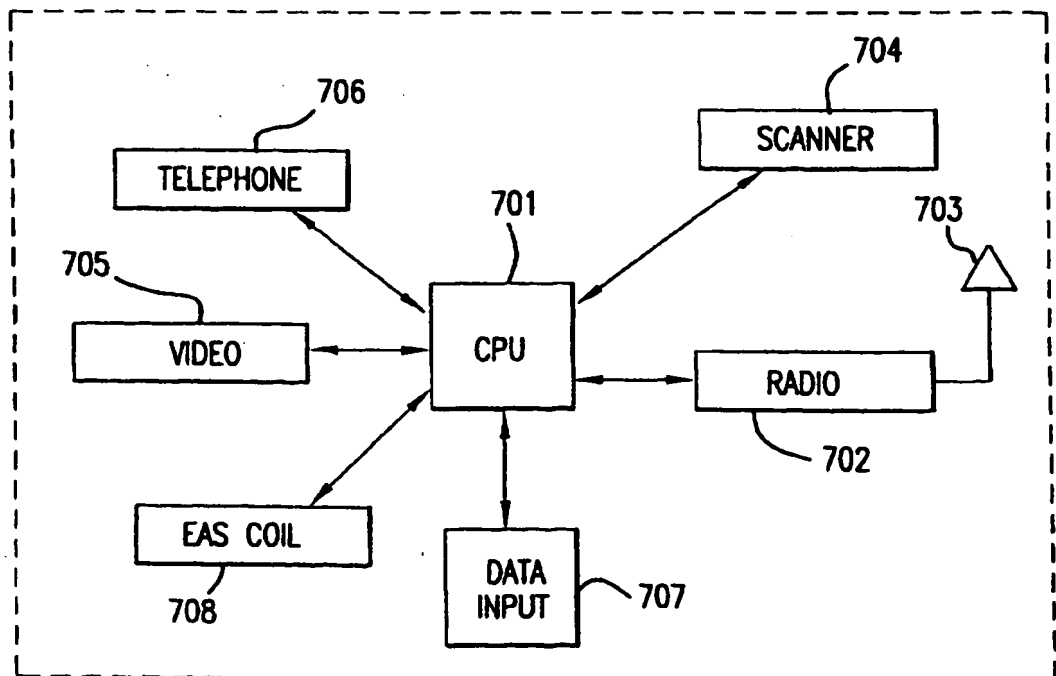 704
706
SCANNER
TELEPHONE
701
703
705
CPU
VIDEO
RADIO
702
EAS COIL
DATA
INPUT
707
708